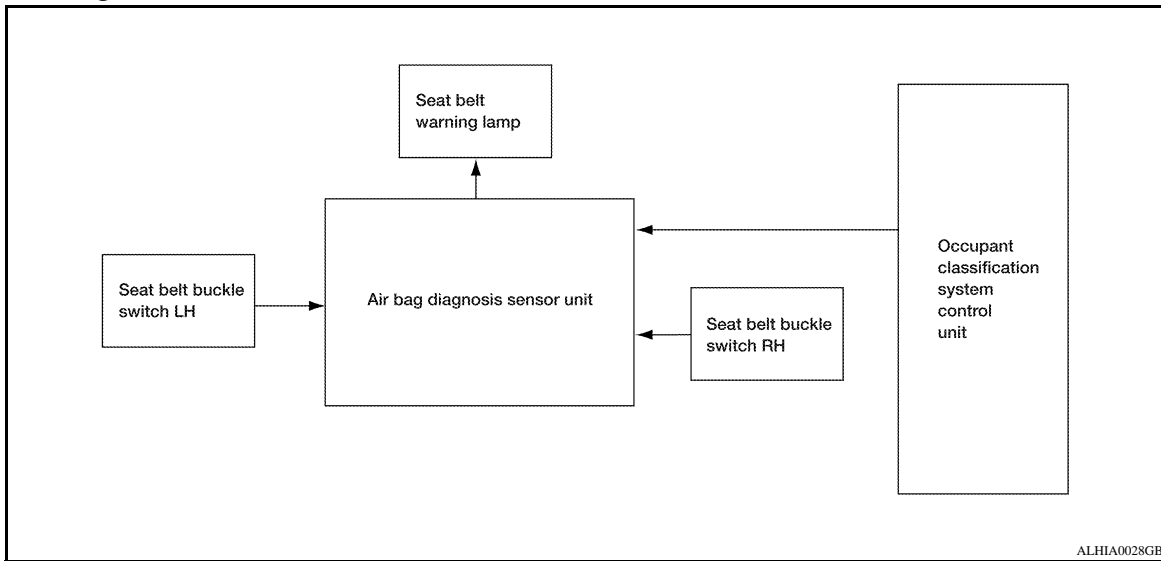 Seat belt
warning lamp
Seat belt buckle
switch LH
Air bag diagnosis sensor unit
Seat belt buckle
switch RH
Occupant
classification
system
control
unit
ALHIA0028GB